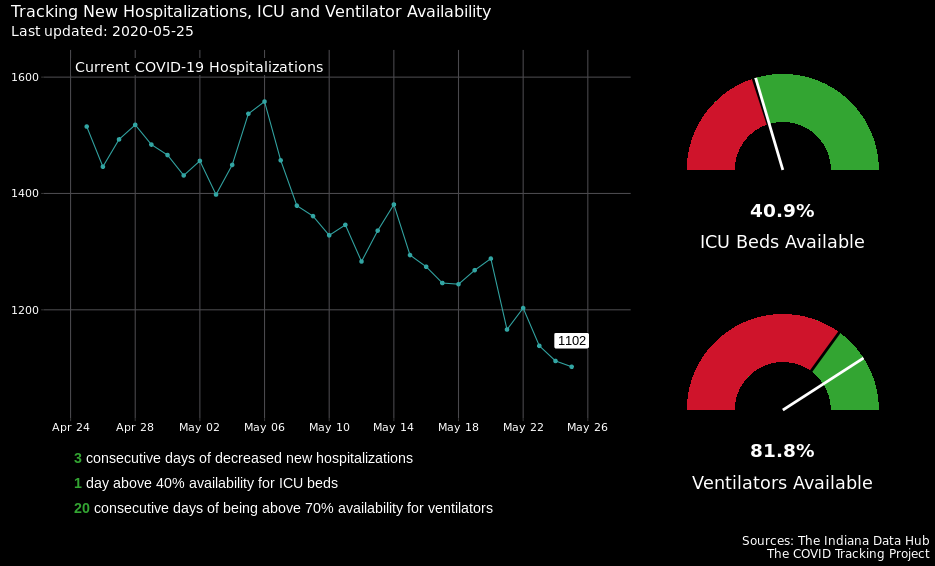 Tracking New Hospitalizations, ICU and Ventilator Availability
Last updated: 2020-05-25
Current COVID-19 Hospitalizations
1600
1400
1200
1102
Apr 24 Apr 28 May 02 May 06 May 10 May 14 May 18 May 22 May 26
3 consecutive days of decreased new hospitalizations
1 day above 40% availability for ICU beds
20 consecutive days of being above 70% availability for ventilators
40.9%
ICU Beds Available
81.8%
Ventilators Available
Sources: The Indiana Data Hub
The COVID Tracking Project